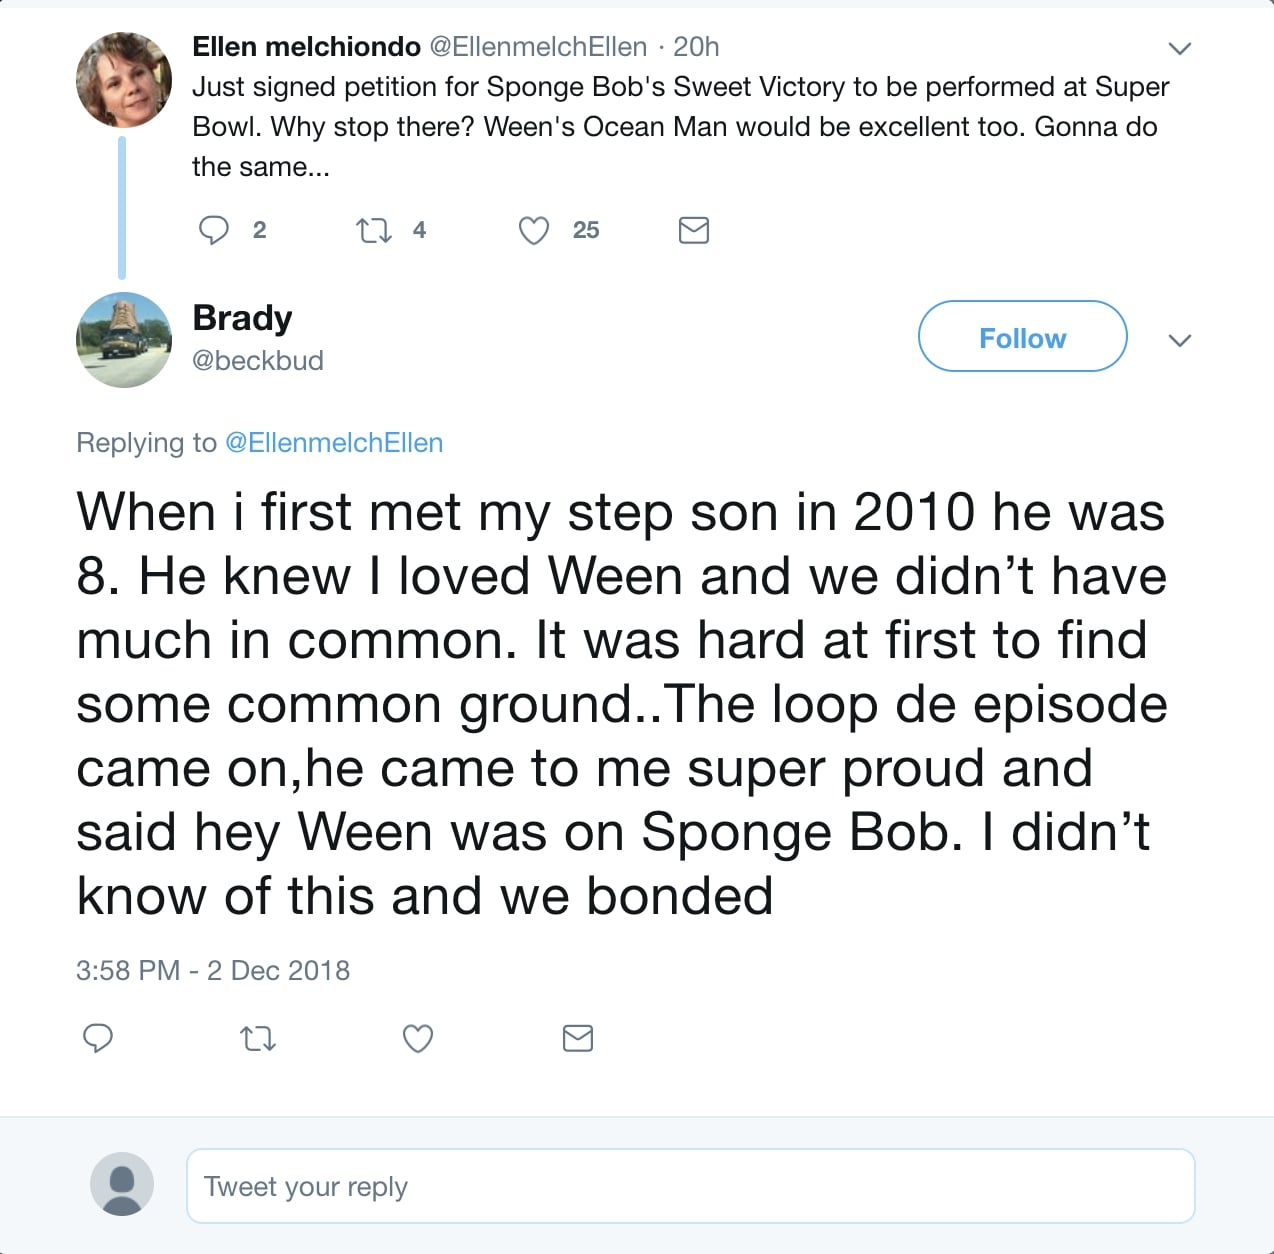 Ellen melchiondo @EllenmelchEllen · 20h
Just signed petition for Sponge Bob's Sweet Victory to be performed at Super
Bowl. Why stop there? Ween's Ocean Man would be excellent too. Gonna do
the same...
2 4 25
Brady
@beckbud
Follow
Replying to @EllenmelchEllen
When i first met my step son in 2010 he was
8. He knew I loved Ween and we didn’t have
much in common. It was hard at first to find
some common ground..The loop de episode
came on,he came to me super proud and
said hey Ween was on Sponge Bob. I didn’t
know of this and we bonded
3:58 PM - 2 Dec 2018
Tweet your reply